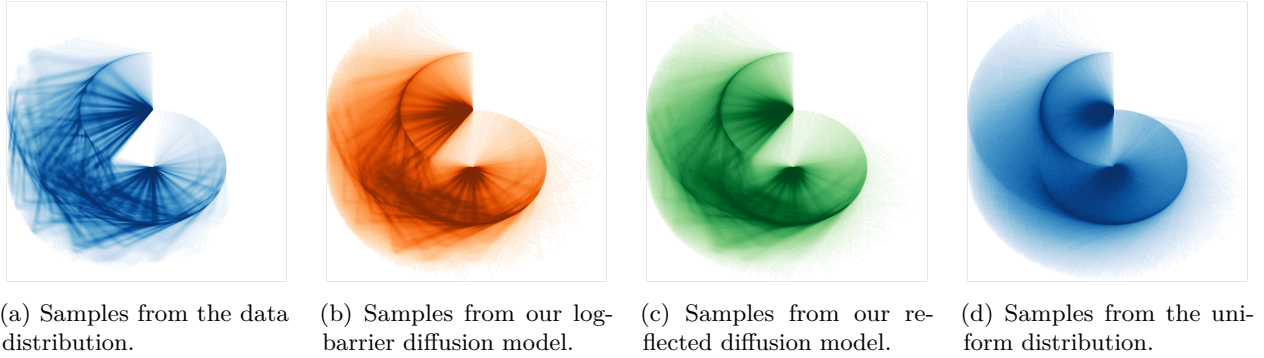 (a) Samples from the data
distribution.
(b) Samples from our log-
barrier diffusion model.
(c) Samples from our re-
flected diffusion model.
(d) Samples from the uni-
form distribution.